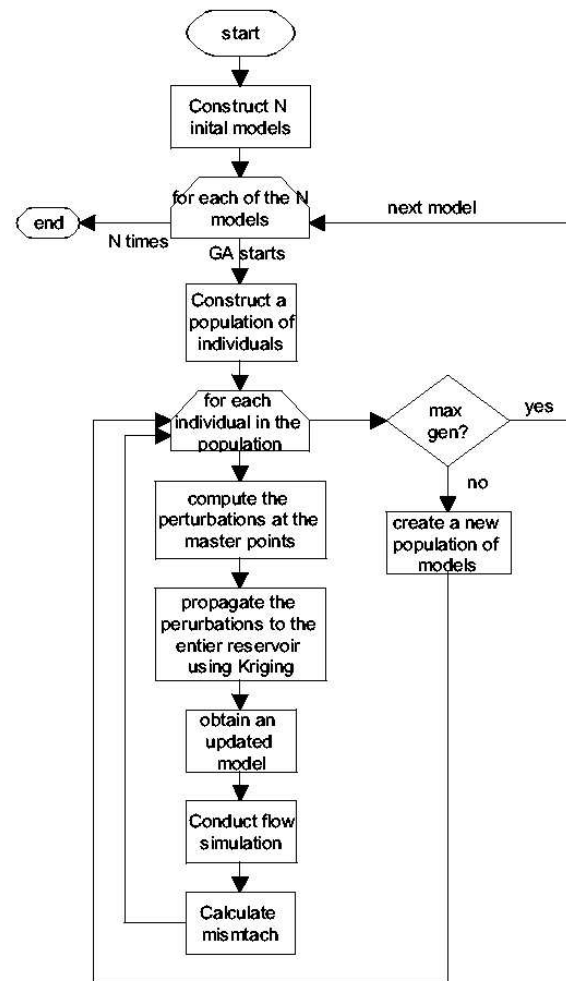 start
Construct N
inital models
for each of the N
models
next model
end
N times
GA starts
Construct a
population of
individuals
for each
individual in the
population
max
gen?
yes
no
compute the
perturbations at the
master points
create a new
population of
models
propagate the
perurbations to the
entier reservoir
using Kriging
obtain an
updated
model
Conduct flow
simulation
Calculate
mismtach